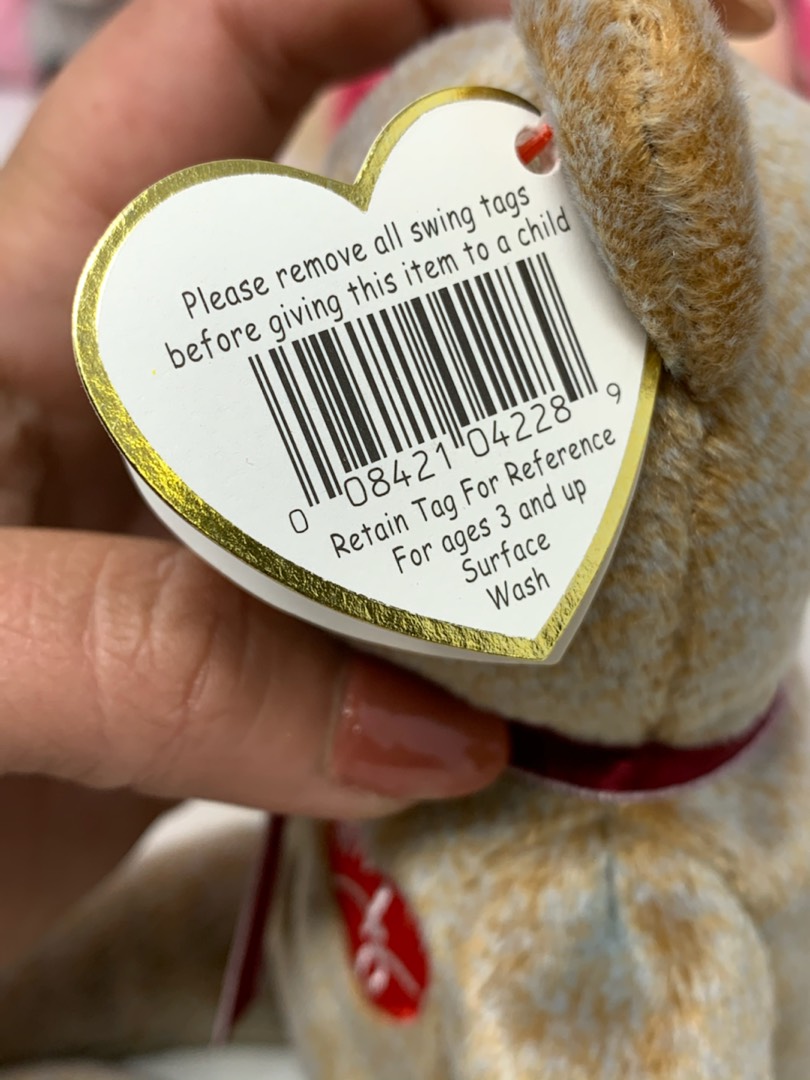 Please remove all swing tags
before giving this item to a child
0 08421 04228 9
Retain Tag For Reference
For ages 3 and up
Surface
Wash